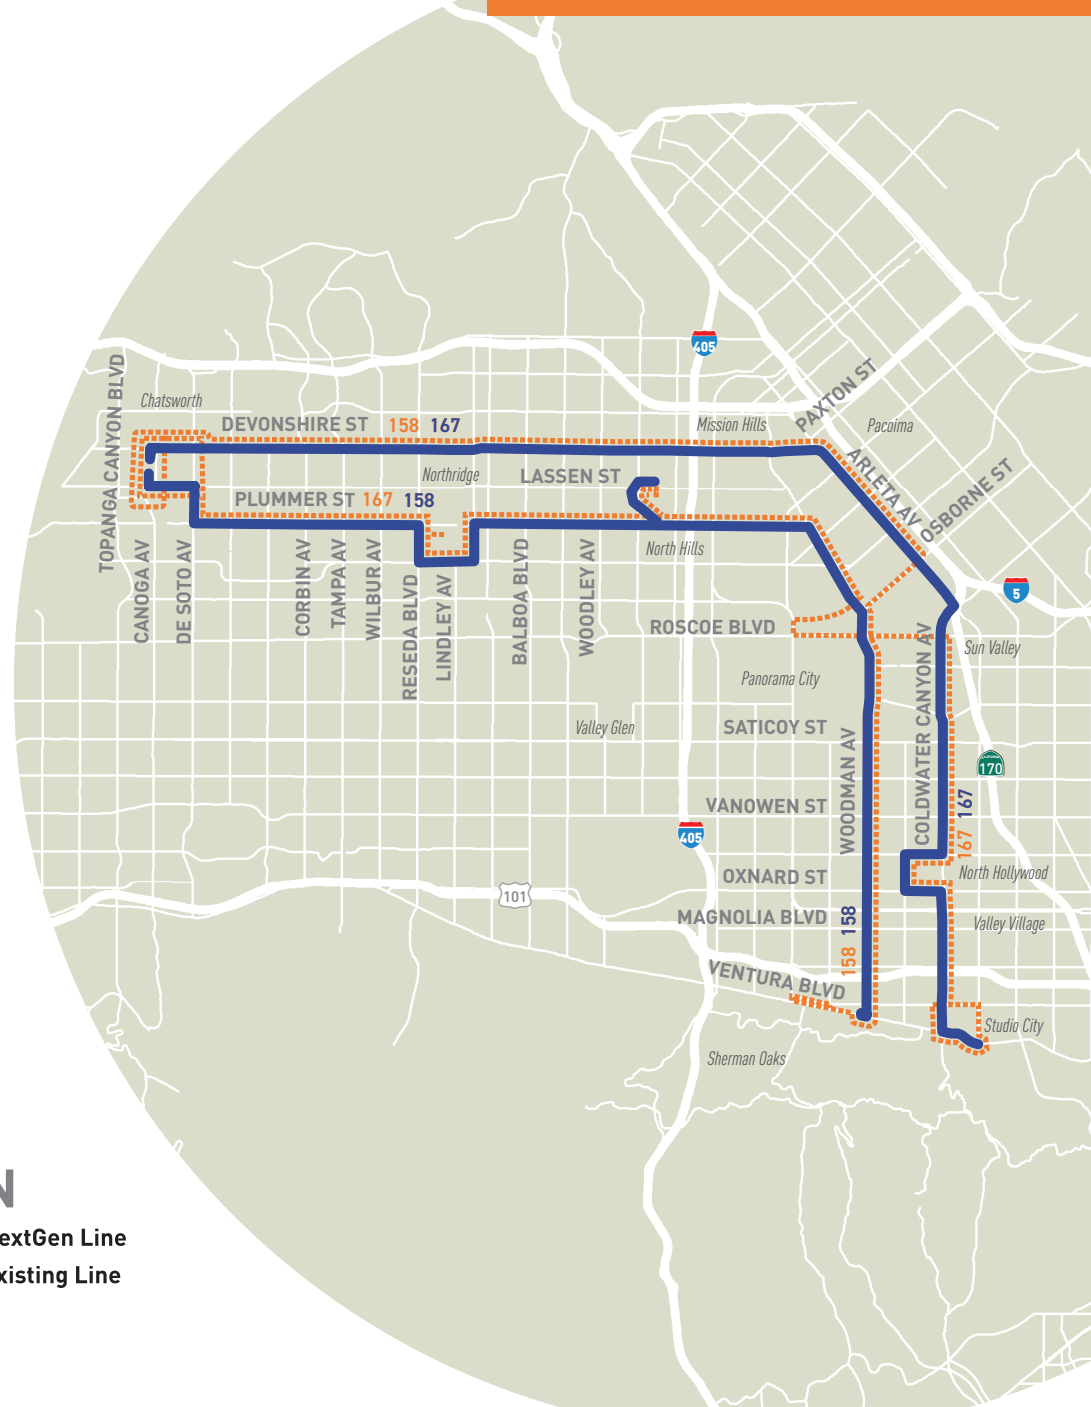 405
PAXTON ST
TOPANGA CANYON BLVD
Chatsworth
DEVONSHIRE ST 158 167
Mission Hills
Pacoima
Northridge
LASSEN ST
ARLETA AV
OSBORNE ST
PLUMMER ST 167 158
North Hills
CANOGA AV
DE SOTO AV
CORBIN AV
TAMPA AV
WILBUR AV
RESEDA BLVD
LINDLEY AV
BALBOA BLVD
WOODLEY AV
5
ROSCOE BLVD
Sun Valley
Panorama City
COLDWATER CANYON AV
Valley Glen
SATICOY ST
WOODMAN AV
CALIFORNIA
170
VANOWEN ST
167 167
405
OXNARD ST
North Hollywood
101
MAGNOLIA BLVD
158 158
Valley Village
VENTURA BLVD
Studio City
Sherman Oaks
N
extGen Line
xisting Line